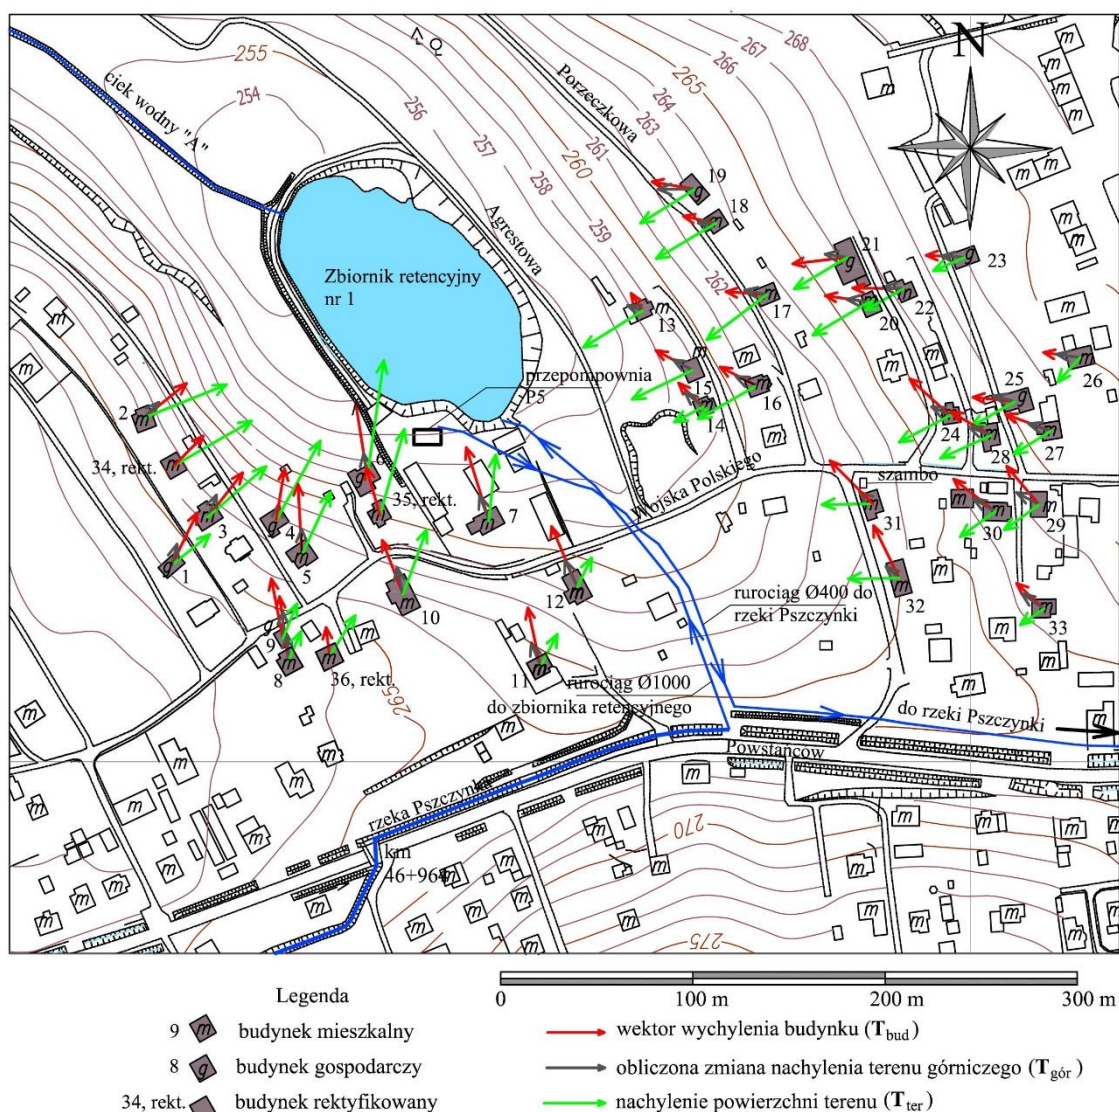 N
255
254
256
257
258
259
260
261
262
263
264
265
266
267
268
ciek wodny "A"
Porzeczkowa
Agrestowa
Zbiornik retencyjny
nr 1
przepompownia
P5
19
18
21
23
22
20
17
13
15
16
14
26
25
24
28
27
2
34, rekt.
3
1
4
5
6
35, rekt.
7
Wojska Polskiego
szambo
31
30
29
32
33
10
12
9
8
36, rekt.
11
rurociąg Ø400 do
rzeki Pszczynki
rurociąg Ø1000
do zbiornika retencyjnego
265
do rzeki Pszczynki
Powstańców
rzeka Pszczynka
km
46+964
270
275
0
100 m
200 m
300 m
Legenda
9 m budynek mieszkalny
8 g budynek gospodarczy
34, rekt. budynek rektyfikowany
wektor wychylenia budynku (T bud)
obliczona zmiana nachylenia terenu górniczego (T gór)
nachylenie powierzchni terenu (T ter)